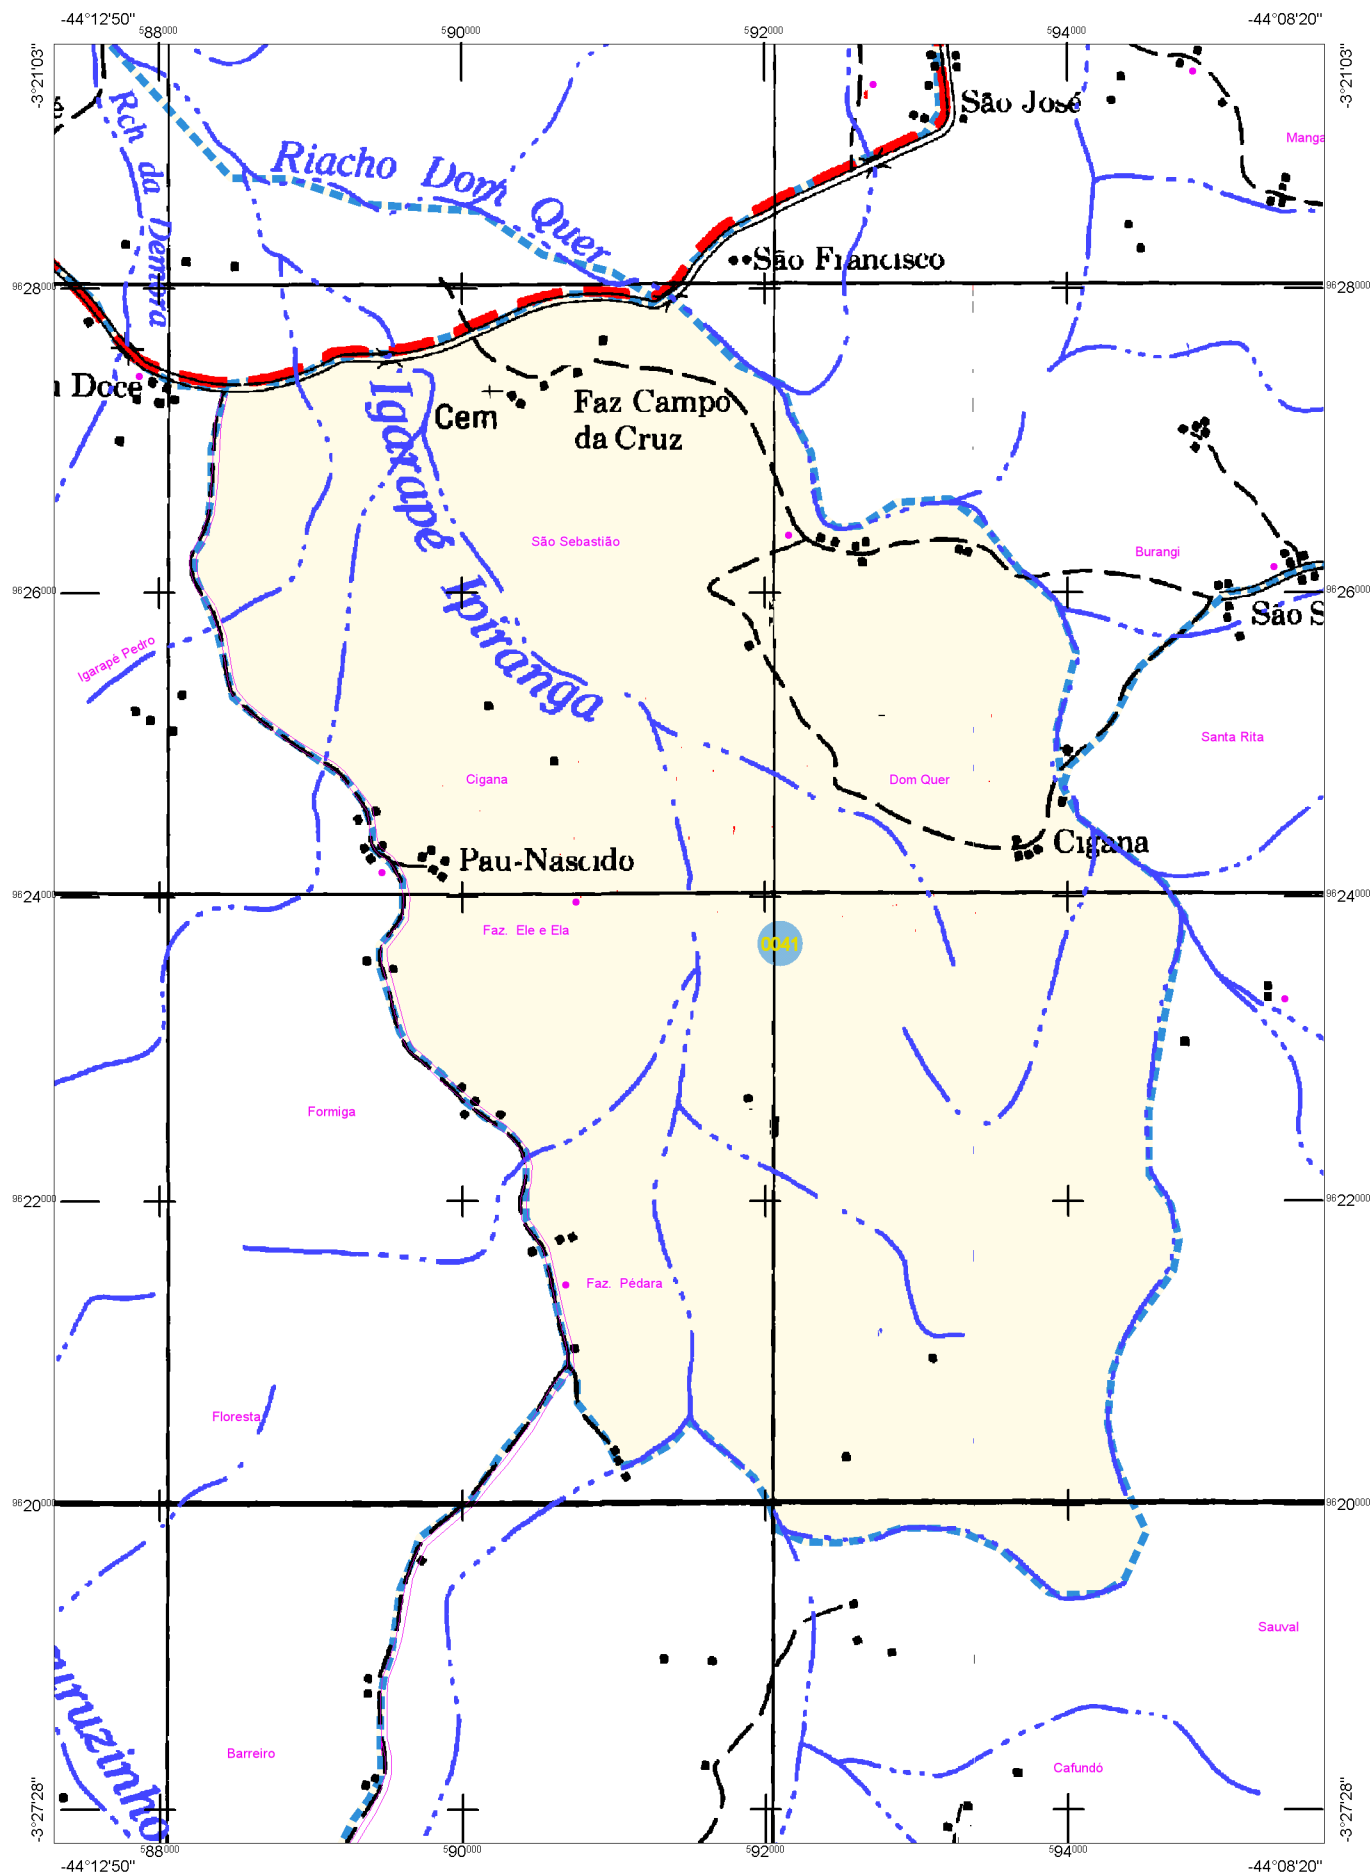 -44°12'50"
-44°08'20"
588000
590000
592000
594000
-3°21'03"
-3°21'03"
São José
Manga
Rch da Demora
Riacho Dom Quer
São Francisco
9628000
9628000
Doce
Igarapé Ipiranga
Cem
Faz Campo
da Cruz
São Sebastião
Burangi
9626000
9626000
São S
Igarapé Pedro
Santa Rita
Cigana
Dom Quer
Cigana
Pau-Nascido
9624000
9624000
Faz. Ele e Ela
0041
Formiga
9622000
9622000
Faz. Pédara
Floresta
9620000
9620000
Sauval
ruzinho
Barreiro
Cafundó
-3°27'28"
-3°27'28"
588000
590000
592000
594000
-44°12'50"
-44°08'20"